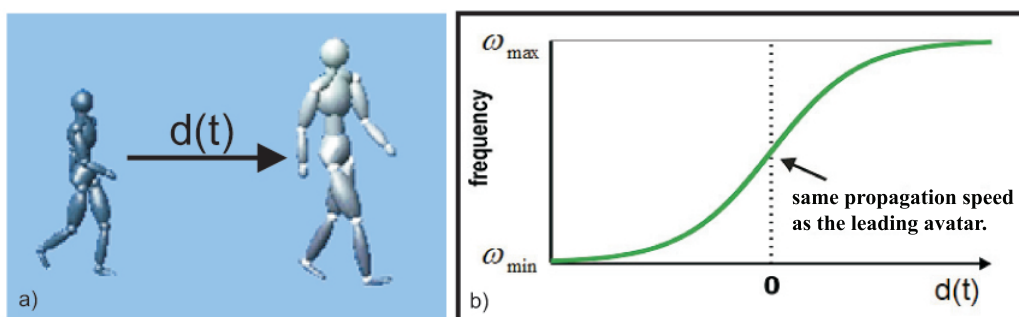 d(t)
a)
ω max
frequency
same propagation speed
as the leading avatar.
ω min
b)
0
d(t)